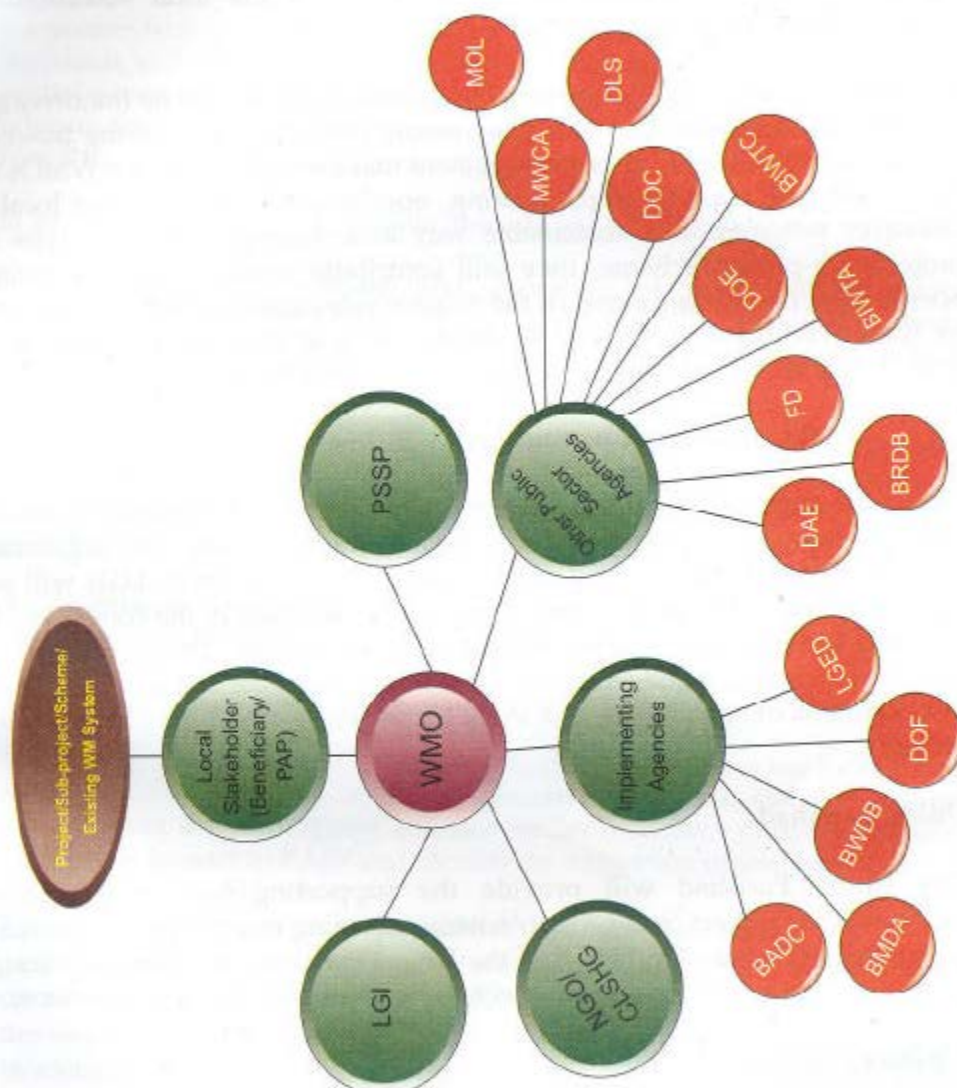 Project/Sub-project/Scheme/
Existing WM System
Local
Stakeholder
(Beneficiary/
PAP)
PSSP
WMO
LGI
NGO/
CLSHG
Implementing
Agencies
Other Public
Sector
Agencies
MOL
MWCA
DLS
DOC
BIWTC
DOE
BIWTA
FD
BRDB
DAE
LGED
DOF
BWDB
BMDA
BADC